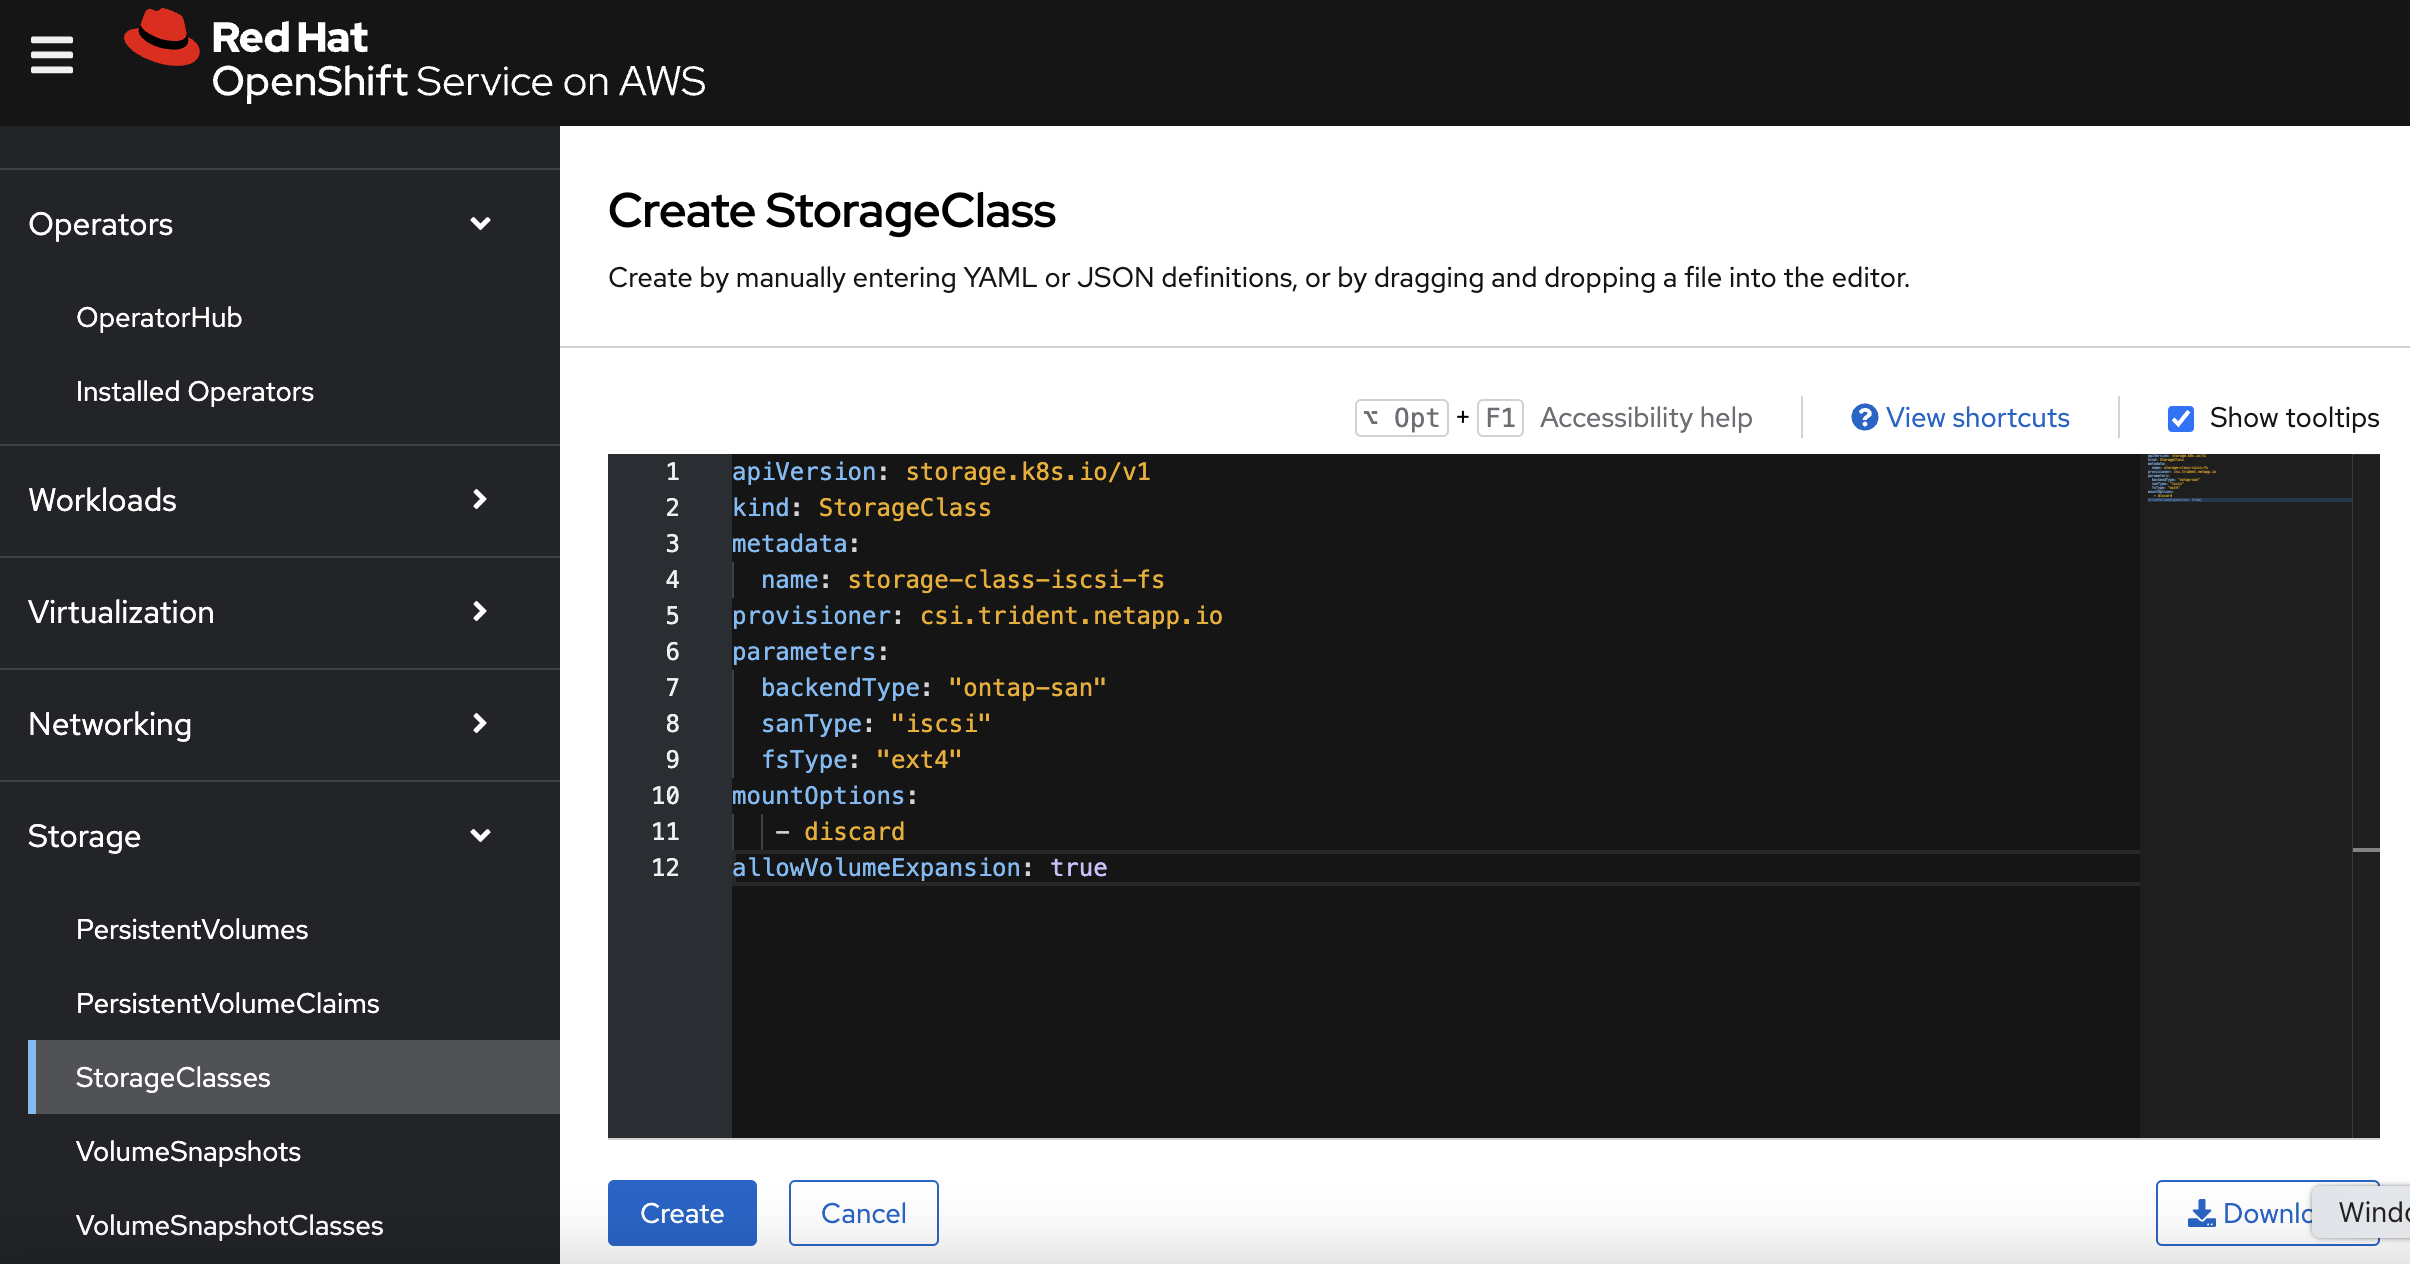 Red Hat
OpenShift Service on AWS
Operators
OperatorHub
Installed Operators
Workloads
Virtualization
Networking
Storage
PersistentVolumes
PersistentVolumeClaims
StorageClasses
VolumeSnapshots
VolumeSnapshotClasses
Create StorageClass
Create by manually entering YAML or JSON definitions, or by dragging and dropping a file into the editor.
⌥ Opt + F1 Accessibility help
View shortcuts
Show tooltips
1 apiVersion: storage.k8s.io/v1
2 kind: StorageClass
3 metadata:
4   name: storage-class-iscsi-fs
5 provisioner: csi.trident.netapp.io
6 parameters:
7   backendType: "ontap-san"
8   sanType: "iscsi"
9   fsType: "ext4"
10 mountOptions:
11    - discard
12 allowVolumeExpansion: true
Create
Cancel